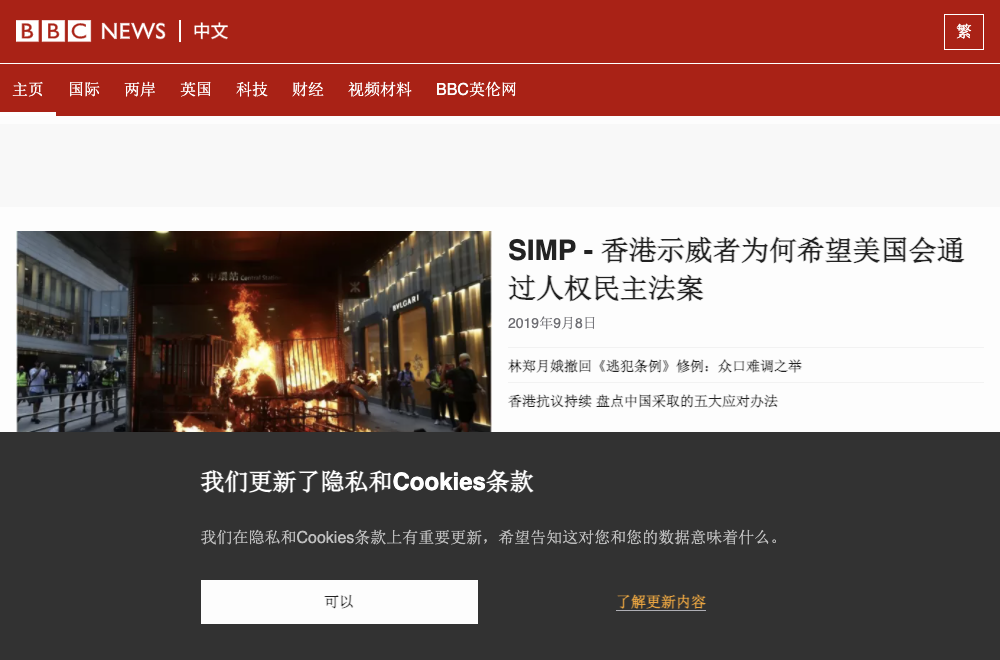 BBC NEWS 中文
繁
主页 国际 两岸 英国 科技 财经 视频材料 BBC英伦网
中環站 Central Station
BVLGARI
SIMP - 香港示威者为何希望美国会通
过人权民主法案
2019年9月8日
林郑月娥撤回《逃犯条例》修例：众口难调之举
香港抗议持续 盘点中国采取的五大应对办法
我们更新了隐私和Cookies条款
我们在隐私和Cookies条款上有重要更新，希望告知这对您和您的数据意味着什么。
可以
了解更新内容